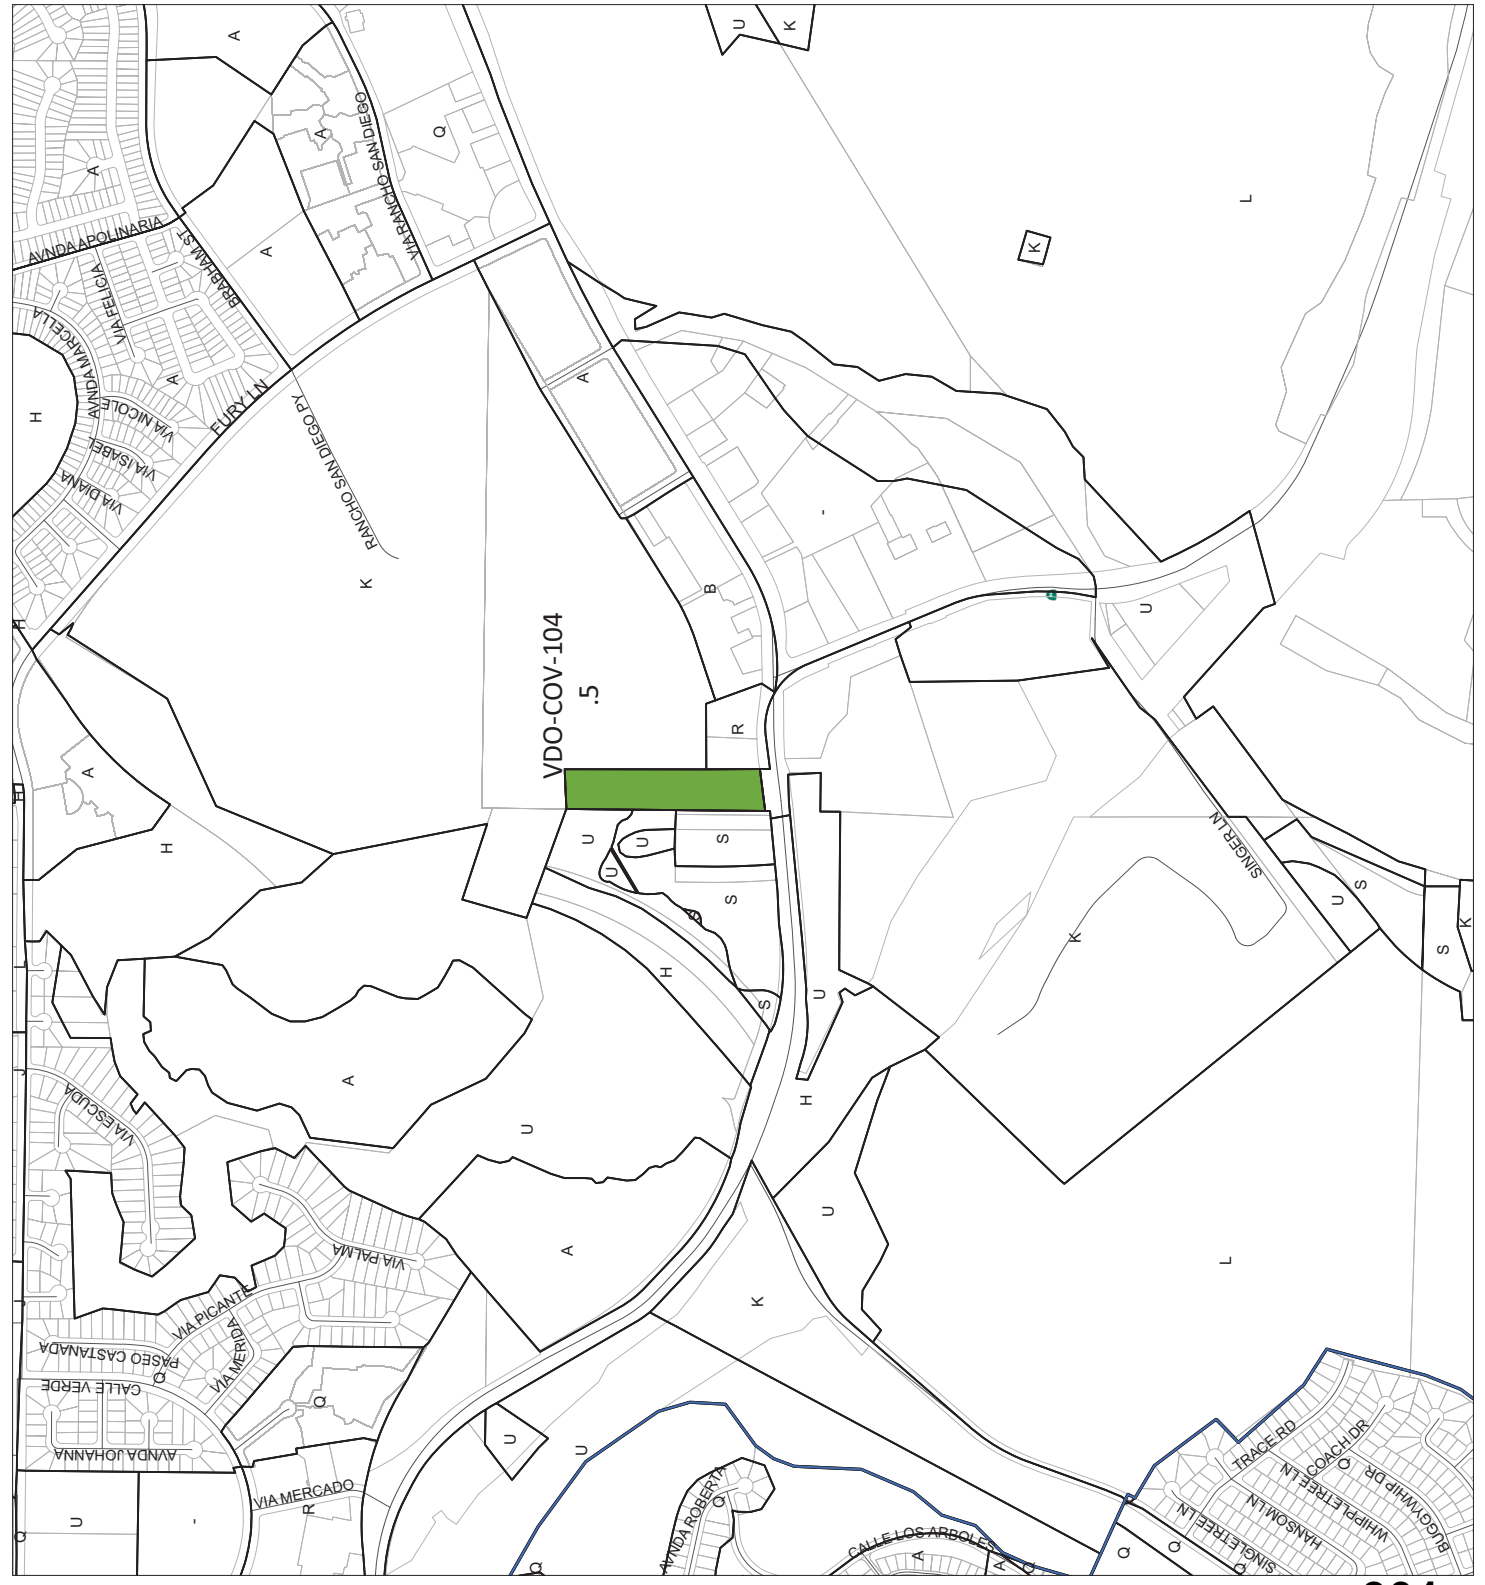 A
U
K
A
Q
VIA RANCHO SAN DIEGO
A
L
AVNDA APOLINARIA
BRABHAM ST
A
K
VIA FELICIA
AVNDA MARCELLA
A
A
H
VIA NICOLE
FURY LN
VIA ISABEL
RANCHO SAN DIEGO PY
VIA DIANA
-
K
B
U
H
VDO-COV-104
.5
R
A
H
H
U
U
S
U
S
SINGER LN
S
U
K
S
K
L
H
U
S
J
A
VIA ESCUDA
H
U
U
A
VIA PALMA
L
J
VIA PICANTE
K
VIA MERIDA
PASEO CASTANADA
Q
CALLE VERDE
Q
U
U
AVNDA JOHANNA
TRACE RD
COACH DR
Q
WHIPPLETREE LN
WHIP DR
BUGGYWHIP DR
HANSOM LN
SINGLETREE LN
VIA MERCADO
R
AVNDA ROBERTA
Q
U
-
Q
CALLE LOS ARBOLES
A
A
Q
Q
Q
Q
Q